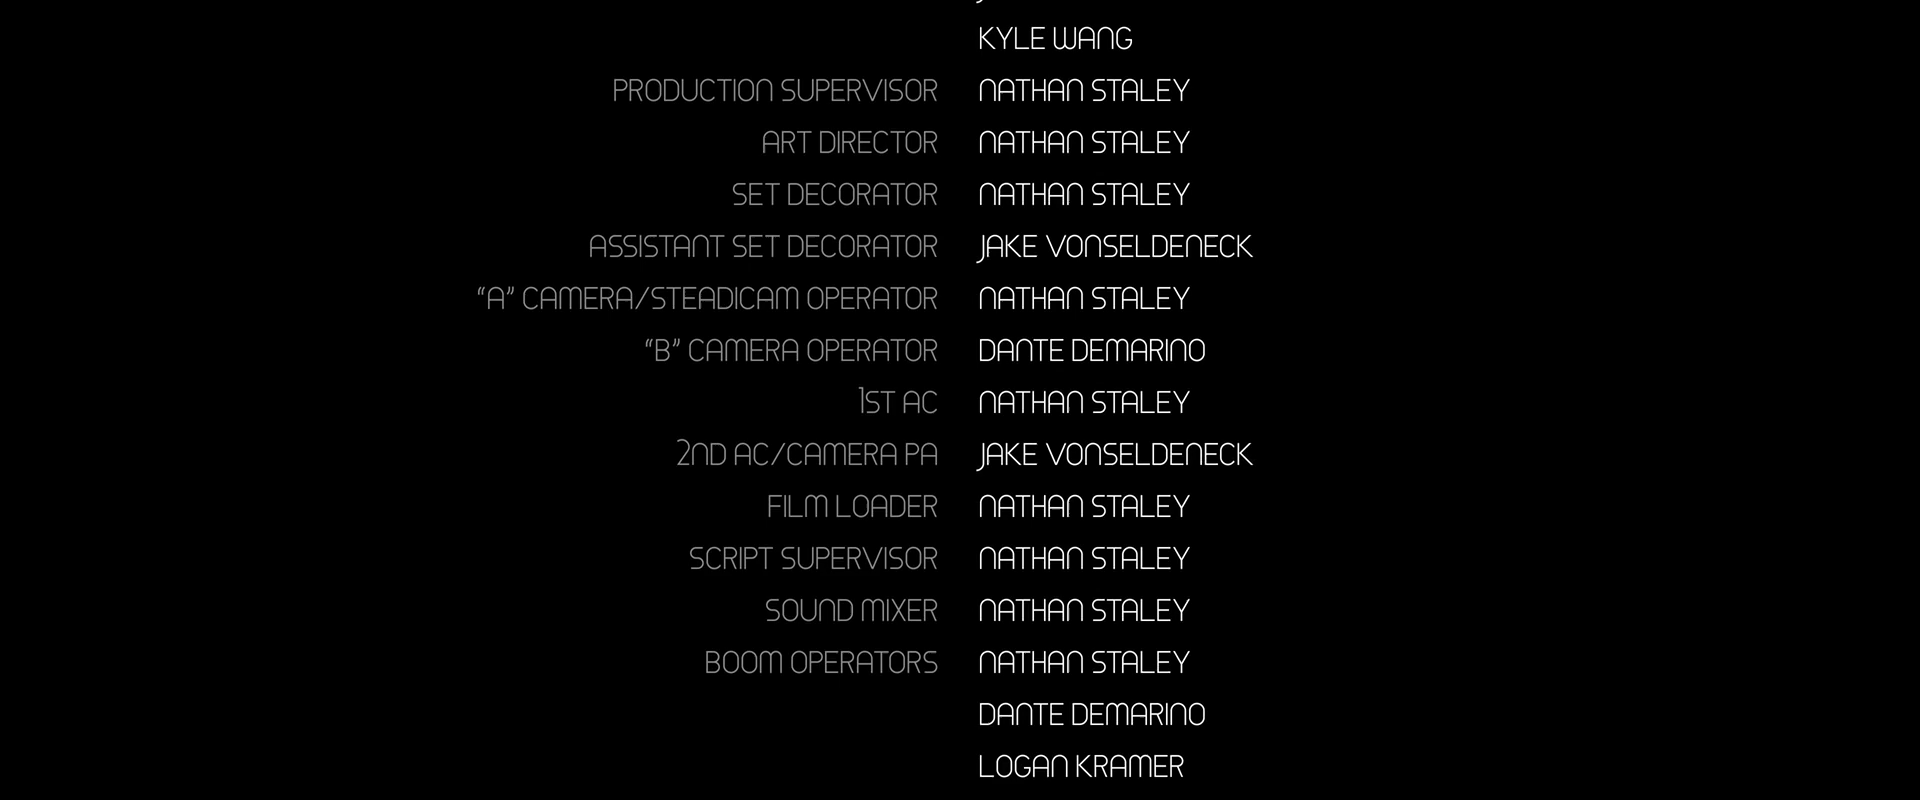 KYLE WANG
PRODUCTION SUPERVISOR NATHAN STALEY
ART DIRECTOR NATHAN STALEY
SET DECORATOR NATHAN STALEY
ASSISTANT SET DECORATOR JAKE VONSELDENECK
“A” CAMERA/STEADICAM OPERATOR NATHAN STALEY
“B” CAMERA OPERATOR DANTE DEMARINO
1ST AC NATHAN STALEY
2ND AC/CAMERA PA JAKE VONSELDENECK
FILM LOADER NATHAN STALEY
SCRIPT SUPERVISOR NATHAN STALEY
SOUND MIXER NATHAN STALEY
BOOM OPERATORS NATHAN STALEY
DANTE DEMARINO
LOGAN KRAMER